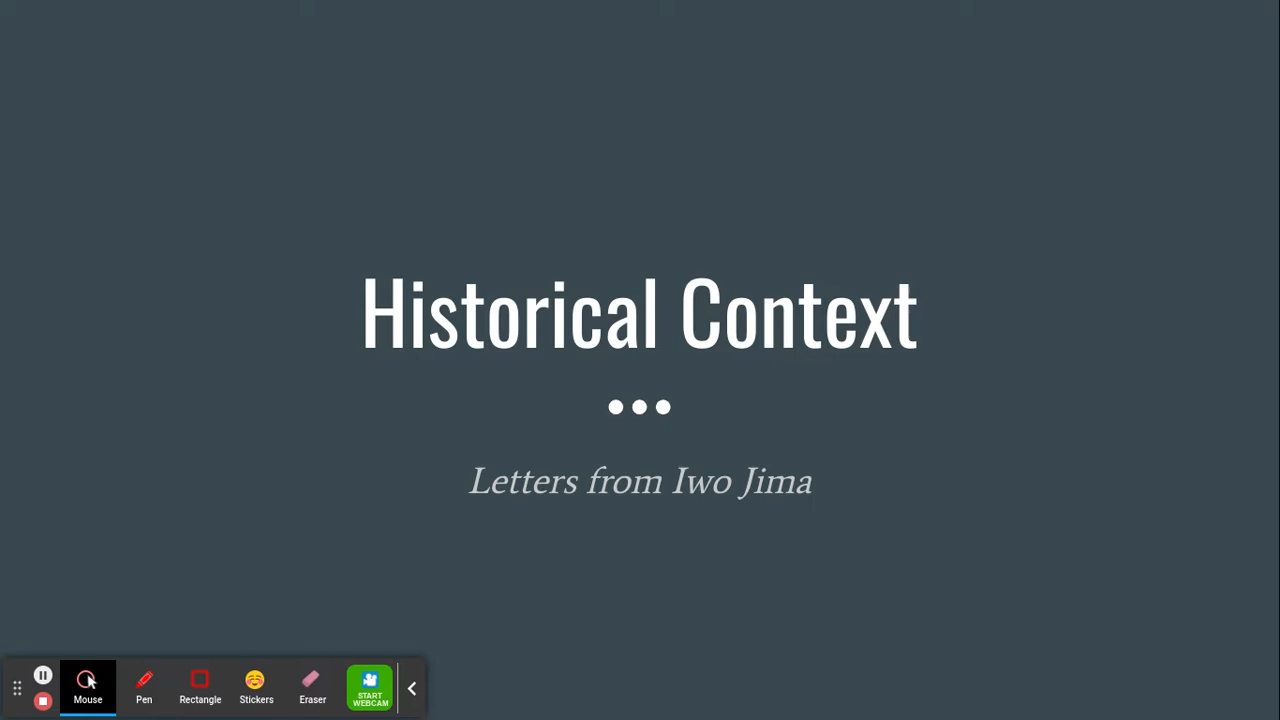 Historical Context
Letters from Iwo Jima
Mouse
Pen
Rectangle
Stickers
Eraser
START
WEBCAM